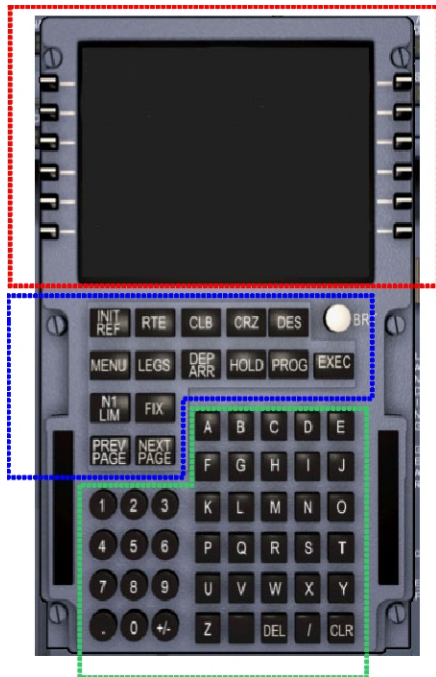 INIT REF RTE CLB CRZ DES BR
MENU LEGS DEP ARR HOLD PROG EXEC
N1 LIM FIX
PREV PAGE NEXT PAGE
A B C D E
F G H I J
1 2 3 K L M N O
4 5 6 P Q R S T
7 8 9 U V W X Y
. 0 +/- Z DEL / CLR